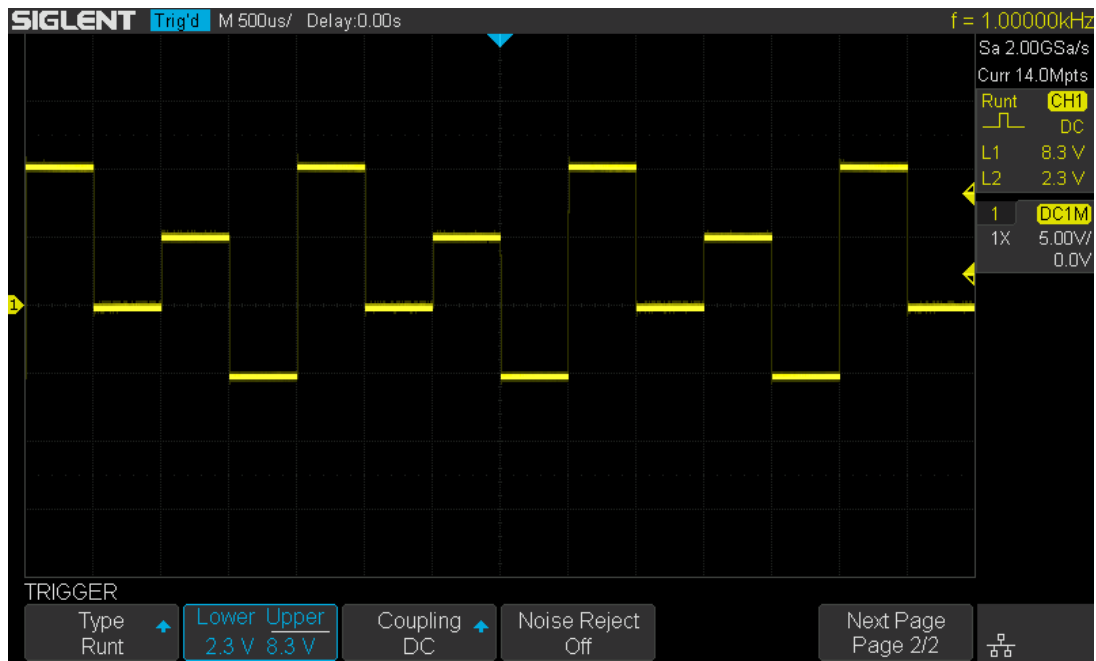 SIGLENT Trig'd M 500us/ Delay:0.00s f = 1.00000kHz
Sa 2.00GSa/s
Curr 14.0Mpts
Runt CH1
DC
L1 8.3 V
L2 2.3 V
1 DC1M
1X 5.00V/
0.0V
1
TRIGGER
Type Lower Upper Coupling Noise Reject Next Page
Runt 2.3 V 8.3 V DC Off Page 2/2